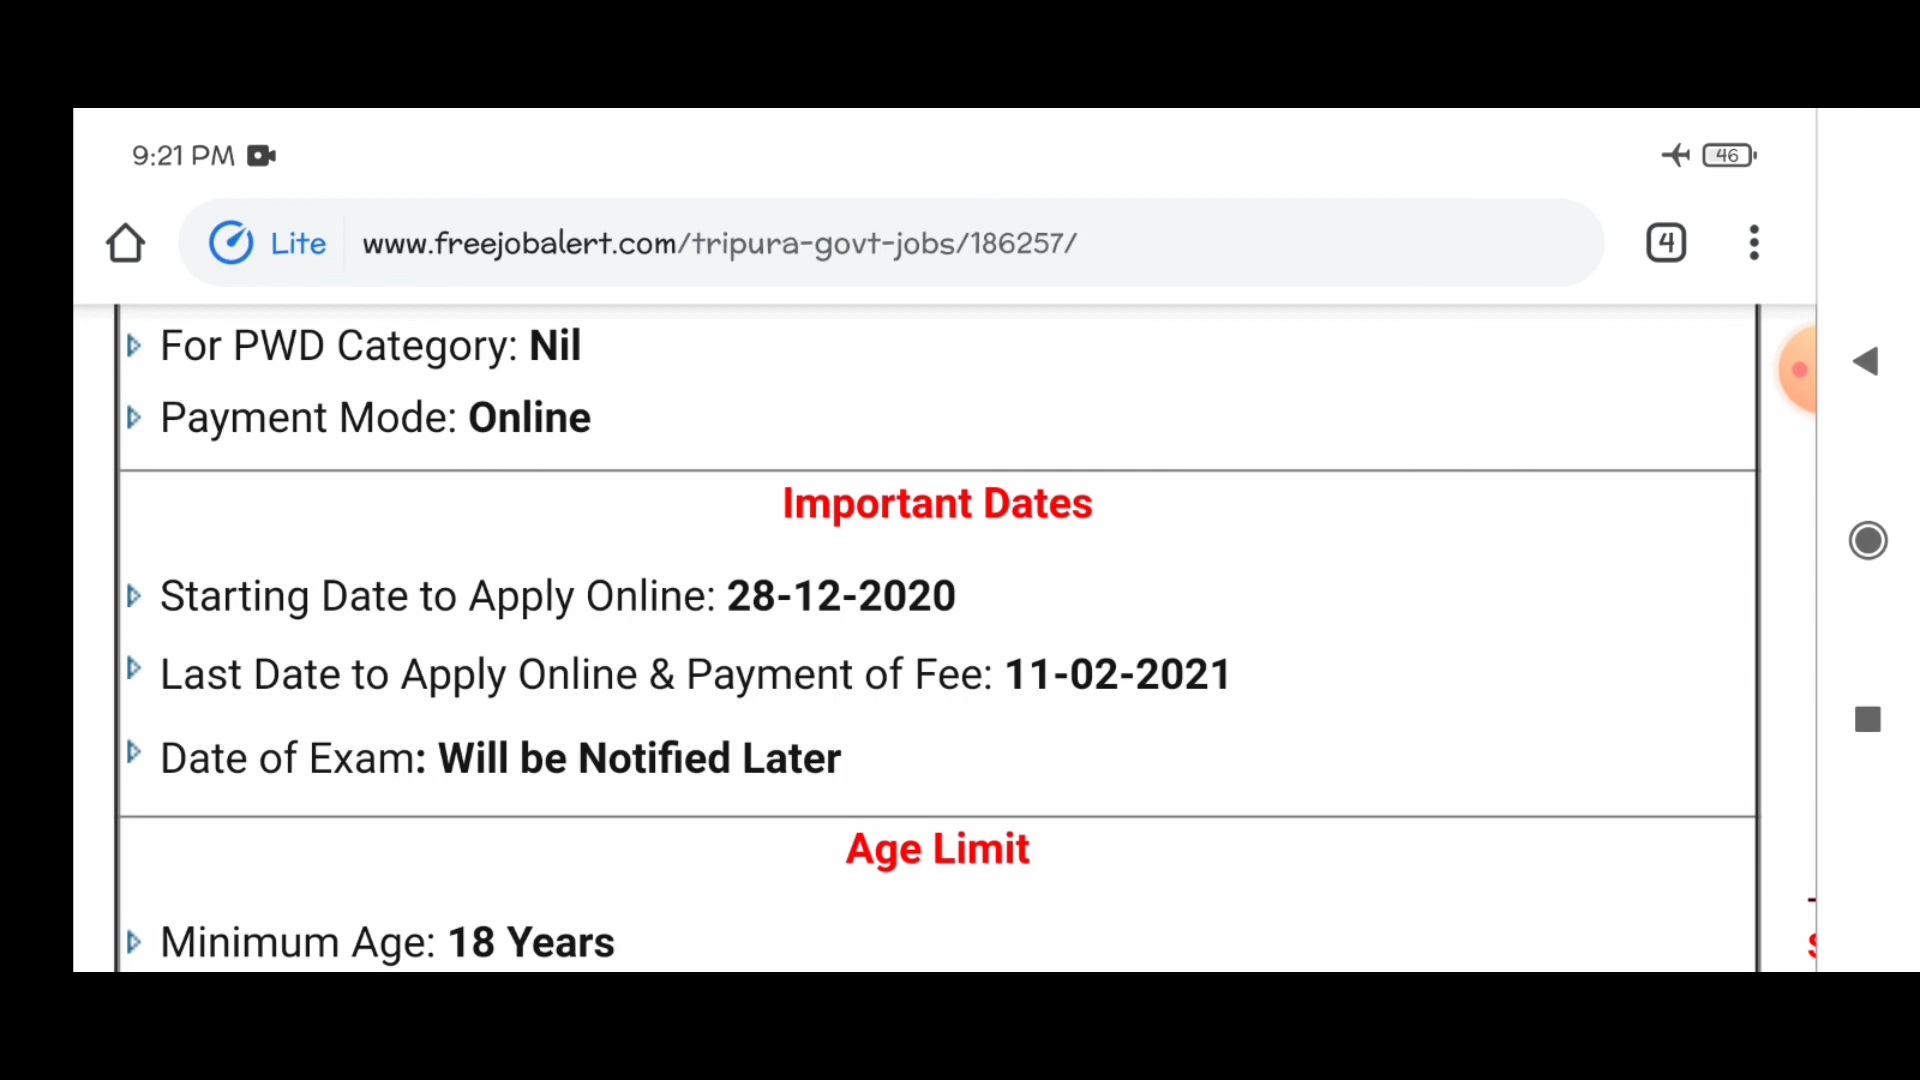 9:21 PM
46
Lite www.freejobalert.com/tripura-govt-jobs/186257/
4
For PWD Category: Nil
Payment Mode: Online
Important Dates
Starting Date to Apply Online: 28-12-2020
Last Date to Apply Online & Payment of Fee: 11-02-2021
Date of Exam: Will be Notified Later
Age Limit
Minimum Age: 18 Years